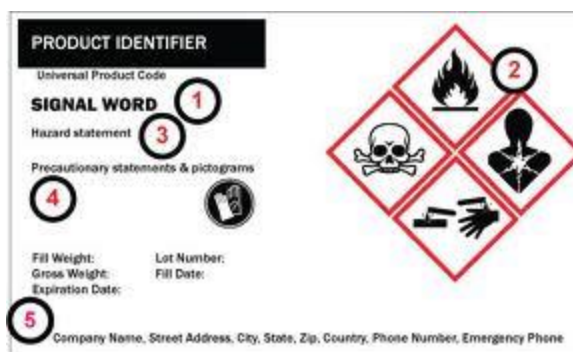 PRODUCT IDENTIFIER
Universal Product Code
SIGNAL WORD 1
Hazard statement 3
Precautionary statements & pictograms
4
Fill Weight: Lot Number:
Gross Weight: Fill Date:
Expiration Date:
5
Company Name, Street Address, City, State, Zip, Country, Phone Number, Emergency Phone
2